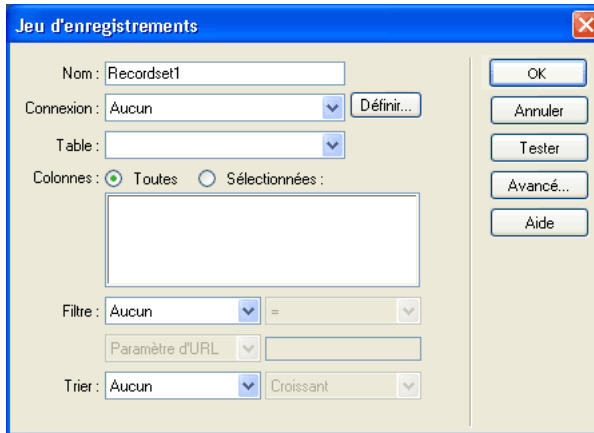 Jeu d'enregistrements
Nom : Recordset1
OK
Connexion : Aucun Définir...
Annuler
Table :
Tester
Colonnes : Toutes Sélectionnées :
Avancé...
Aide
Filtre : Aucun =
Paramètre d'URL
Trier : Aucun Croissant